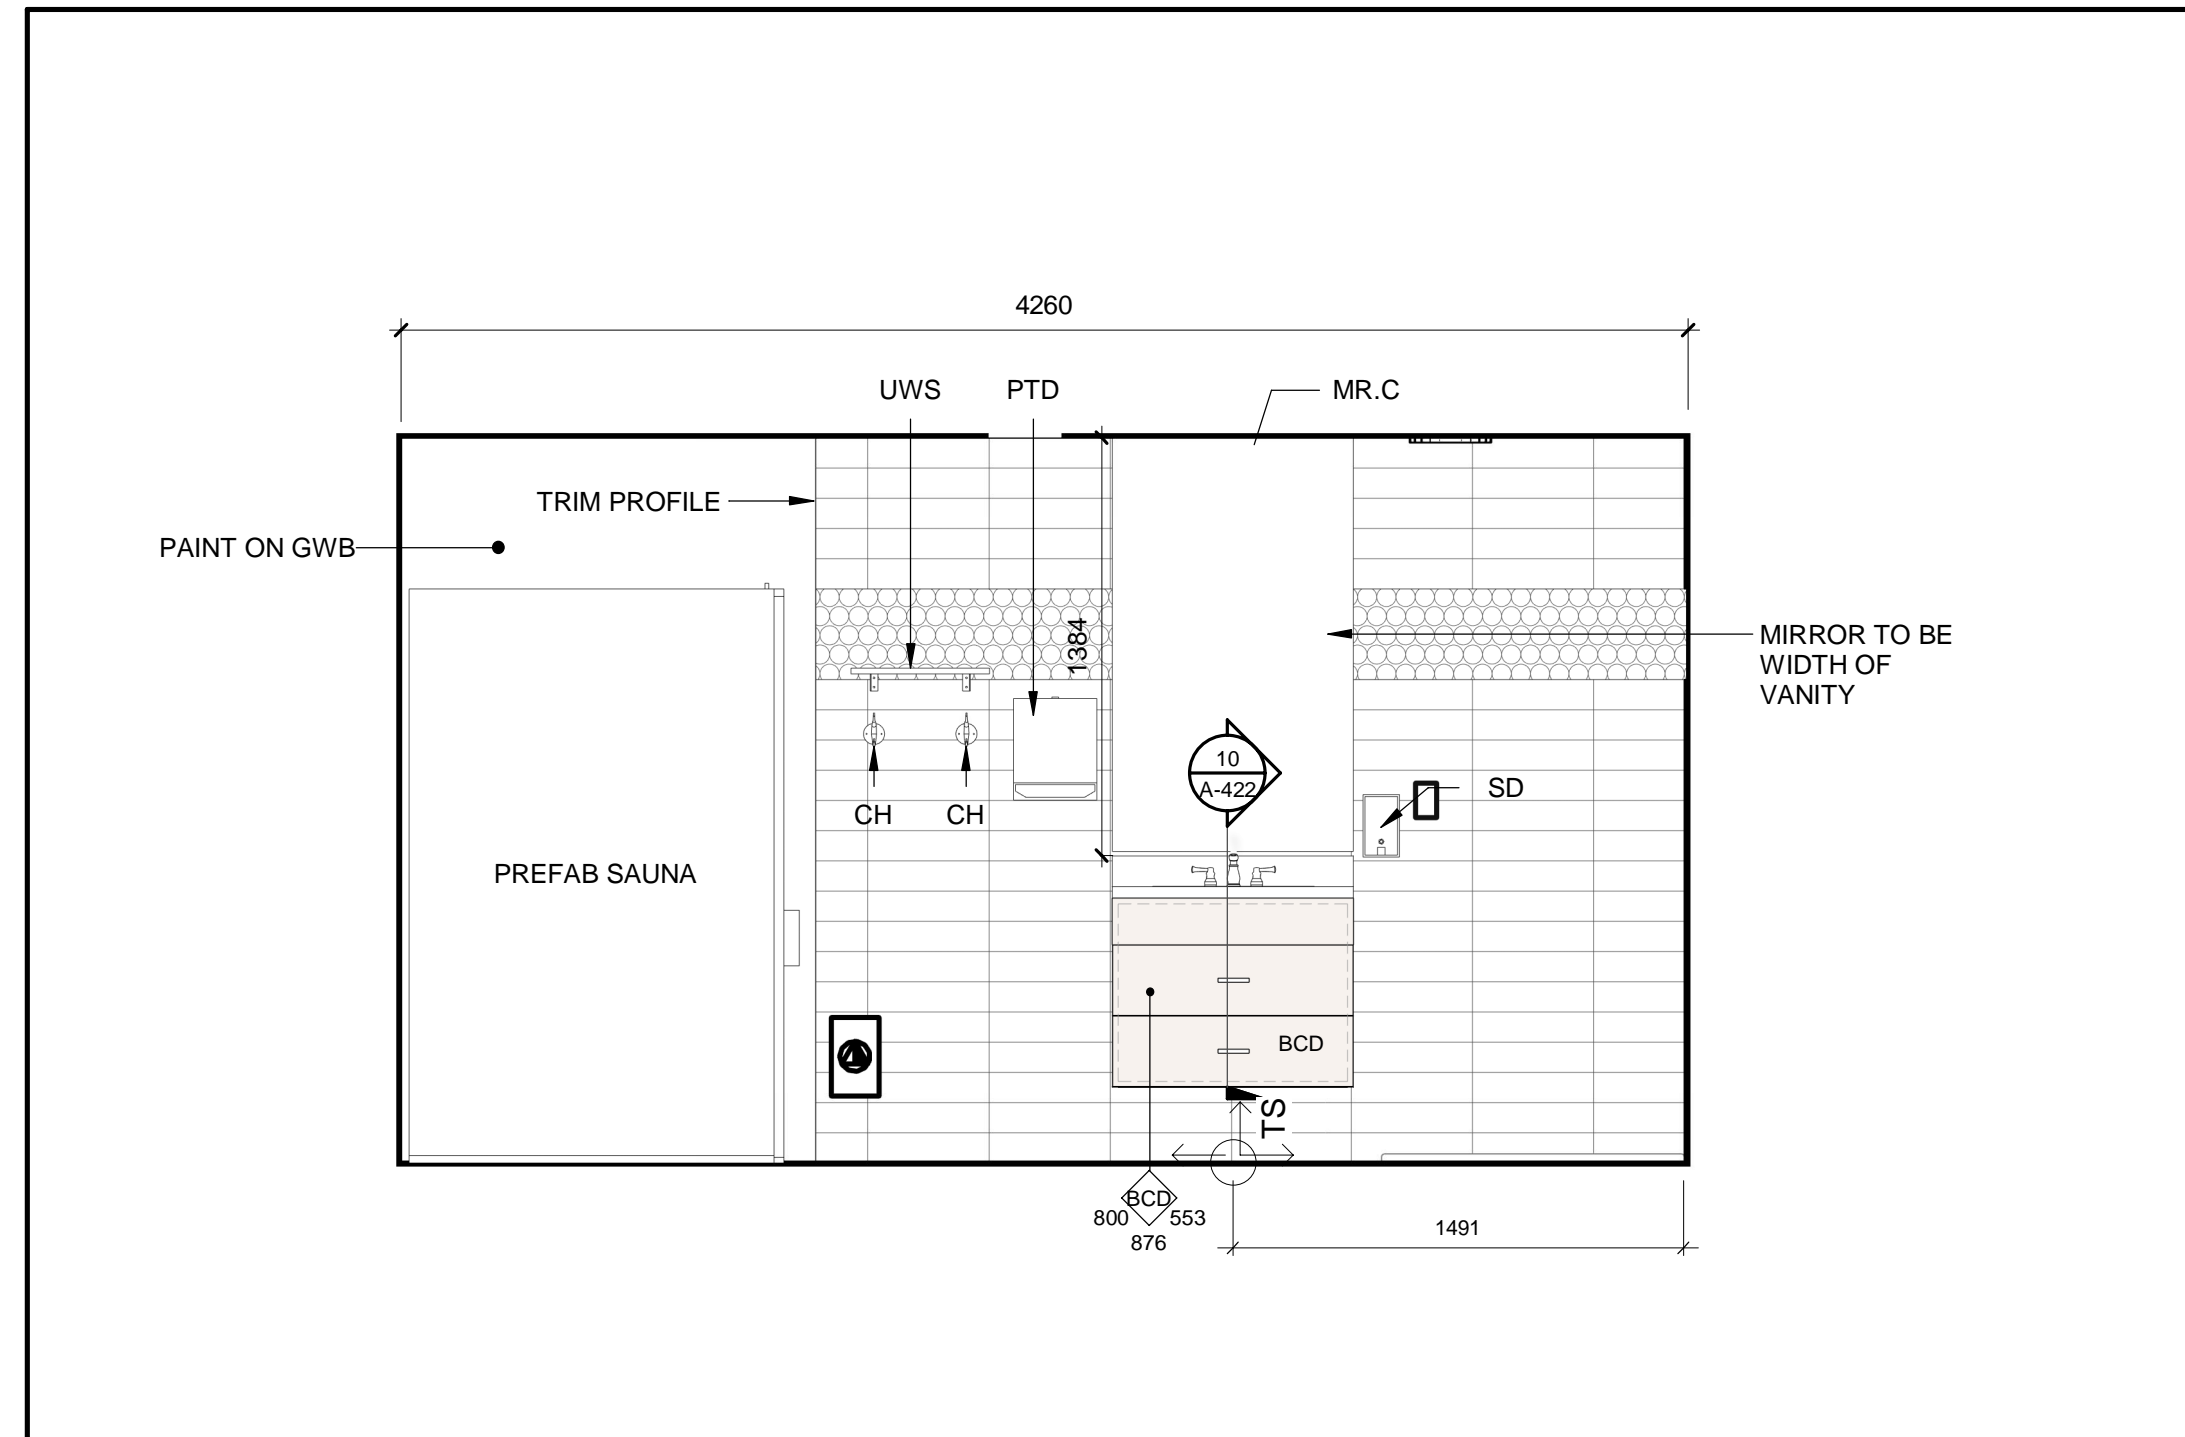 4260
UWS
PTD
MR.C
TRIM PROFILE
PAINT ON GWB
1384
MIRROR TO BE
WIDTH OF
VANITY
10
A-422
SD
CH
CH
PREFAB SAUNA
BCD
TS
BCD
800
553
876
1491